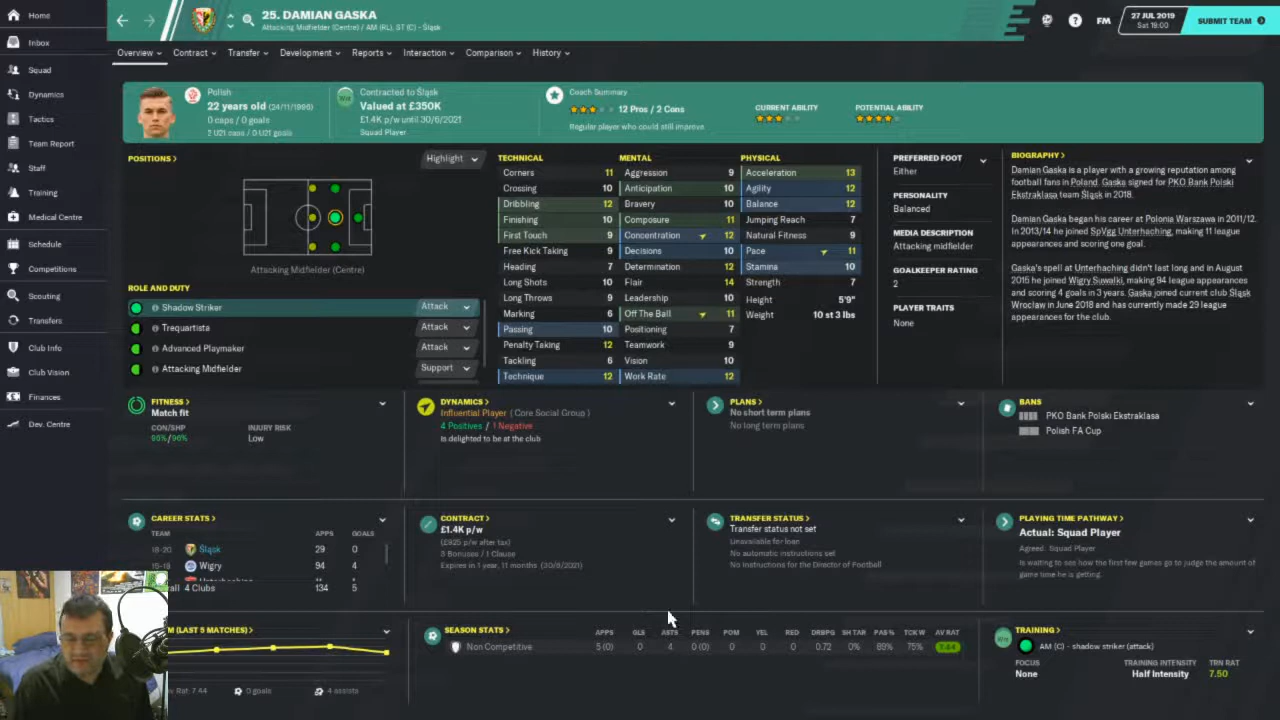 Home
Inbox
Squad
Dynamics
Tactics
Team Report
Staff
Training
Medical Centre
Schedule
Competitions
Scouting
Transfers
Club Info
Club Vision
Finances
Dev. Centre
25. DAMIAN GASKA
Attacking Midfielder (Centre) / AM (RL), ST (C) - Śląsk
FM
27 JUL 2019
Sat 18:00
SUBMIT TEAM
Overview
Contract
Transfer
Development
Reports
Interaction
Comparison
History
Polish
22 years old (24/11/1996)
0 caps / 0 goals
2 U21 caps / 0 U21 goals
Contracted to Śląsk
Valued at £350K
£1.4K p/w until 30/6/2021
Squad Player
Coach Summary
12 Pros / 2 Cons
Regular player who could still improve.
CURRENT ABILITY
POTENTIAL ABILITY
POSITIONS >
Highlight
Attacking Midfielder (Centre)
ROLE AND DUTY
Shadow Striker Attack
Trequartista Attack
Advanced Playmaker Attack
Attacking Midfielder Support
TECHNICAL
Corners 11
Crossing 10
Dribbling 12
Finishing 10
First Touch 9
Free Kick Taking 9
Heading 7
Long Shots 10
Long Throws 9
Marking 6
Passing 10
Penalty Taking 12
Tackling 6
Technique 12
MENTAL
Aggression 9
Anticipation 10
Bravery 10
Composure 11
Concentration 12
Decisions 10
Determination 12
Flair 14
Leadership 10
Off The Ball 11
Positioning 7
Teamwork 9
Vision 10
Work Rate 12
PHYSICAL
Acceleration 13
Agility 12
Balance 12
Jumping Reach 7
Natural Fitness 9
Pace 11
Stamina 10
Strength 7
Height 5'9"
Weight 10 st 3 lbs
PREFERRED FOOT
Either
PERSONALITY
Balanced
MEDIA DESCRIPTION
Attacking midfielder
GOALKEEPER RATING
2
PLAYER TRAITS
None
BIOGRAPHY >
Damian Gaska is a player with a growing reputation among
football fans in Poland. Gaska signed for PKO Bank Polski
Ekstraklasa team Śląsk in 2018.
Damian Gaska began his career at Polonia Warszawa in 2011/12.
In 2013/14 he joined SpVgg Unterhaching, making 11 league
appearances and scoring one goal.
Gaska's spell at Unterhaching didn't last long and in August
2015 he joined Wigry Suwałki, making 94 league appearances
and scoring 4 goals in 3 years. Gaska joined current club Śląsk
Wrocław in June 2018 and has currently made 29 league
appearances for the club.
FITNESS >
Match fit
CON/SHP
INJURY RISK
Low
DYNAMICS >
Influential Player (Core Social Group)
4 Positives / 1 Negative
Is delighted to be at the club
PLANS >
No short term plans
No long term plans
BANS
PKO Bank Polski Ekstraklasa
Polish FA Cup
CAREER STATS >
TEAM APPS GOALS
18-20 Śląsk 29 0
15-18 Wigry 94 4
4 Clubs 134 5
CONTRACT >
£1.4K p/w
(£925 p/w after tax)
3 Bonuses / 1 Clause
Expires in 1 year, 11 months (30/6/2021)
TRANSFER STATUS >
Transfer status not set
Unavailable for loan
No automatic instructions set
No instructions for the Director of Football
PLAYING TIME PATHWAY >
Actual: Squad Player
Agreed: Squad Player
Is waiting to see how the first few games go to judge the amount of
game time he is getting.
(LAST 5 MATCHES) >
Rat: 7.44
0 goals
4 assists
SEASON STATS >
APPS GLS ASTS PENS POM YEL RED DRBPG SH TAR PAS% TCK W AV RAT
Non Competitive 5 (0) 0 4 0 (0) 0 0 0 0.72 0% 89% 75% 7.44
TRAINING >
AM (C) - shadow striker (attack)
FOCUS
None
TRAINING INTENSITY
Half Intensity
TRN RAT
7.50